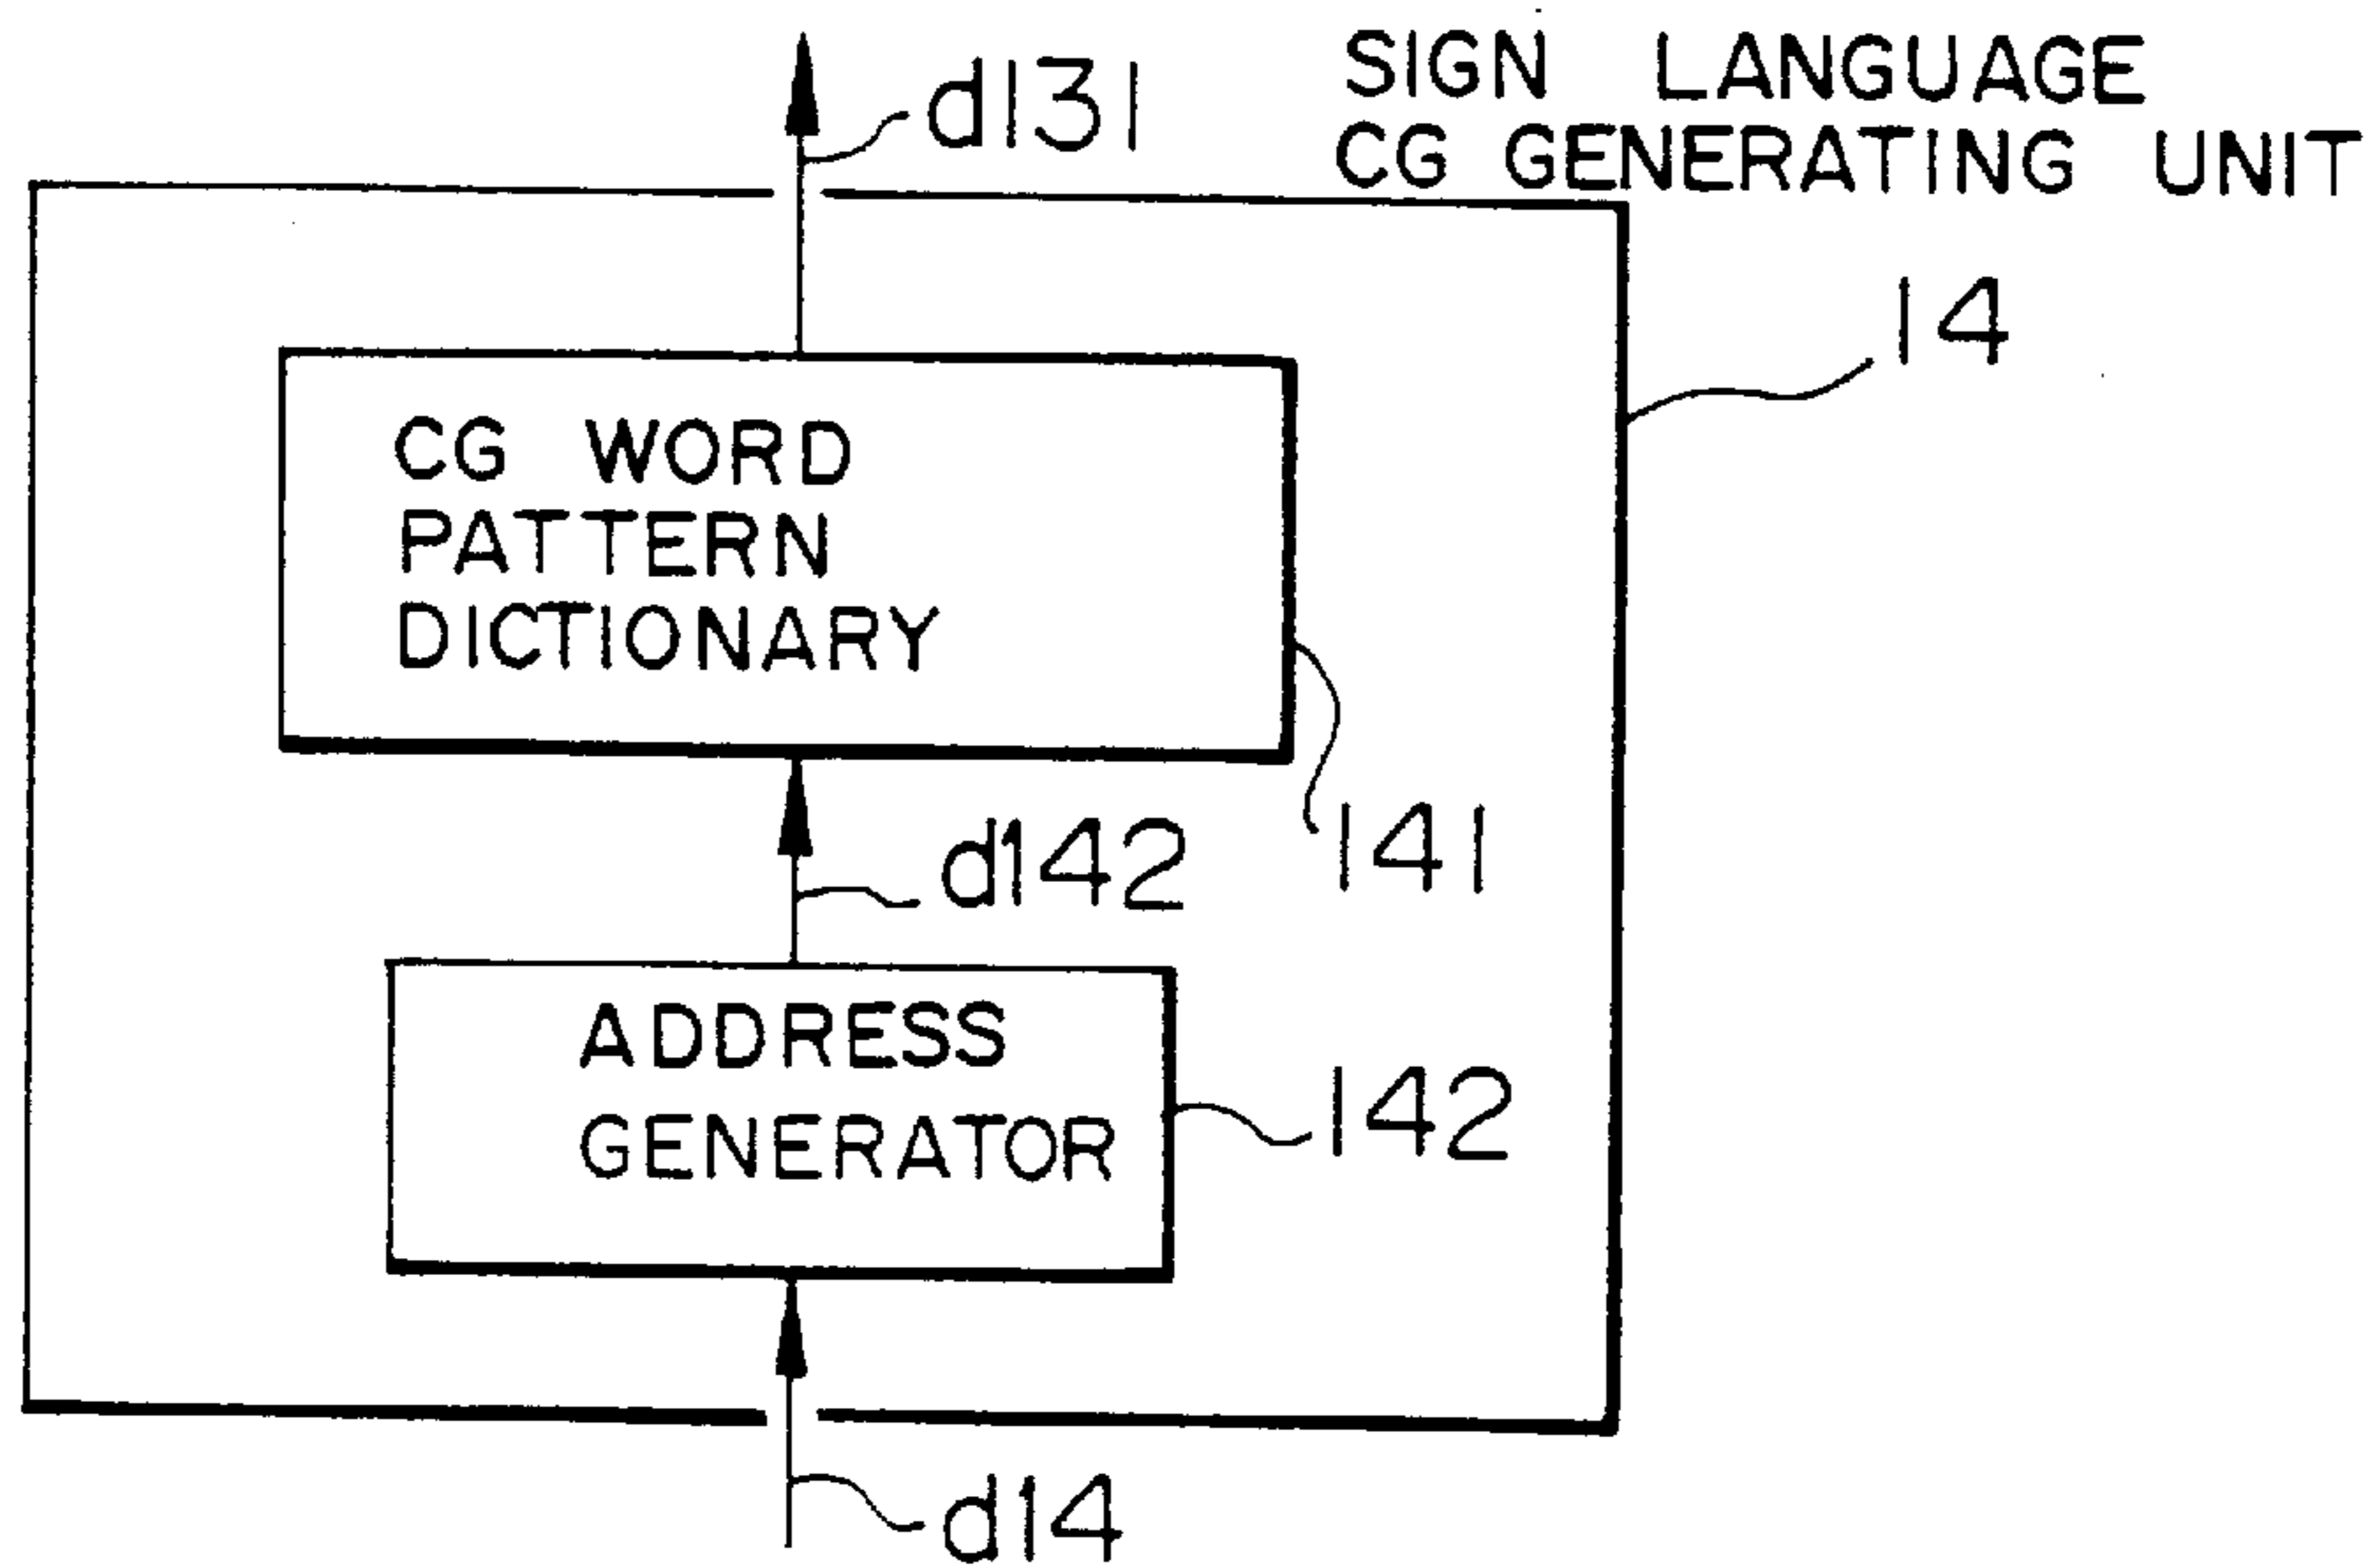 d131
SIGN LANGUAGE
CG GENERATING UNIT
14
CG WORD
PATTERN
DICTIONARY
141
d142
ADDRESS
GENERATOR
142
d14